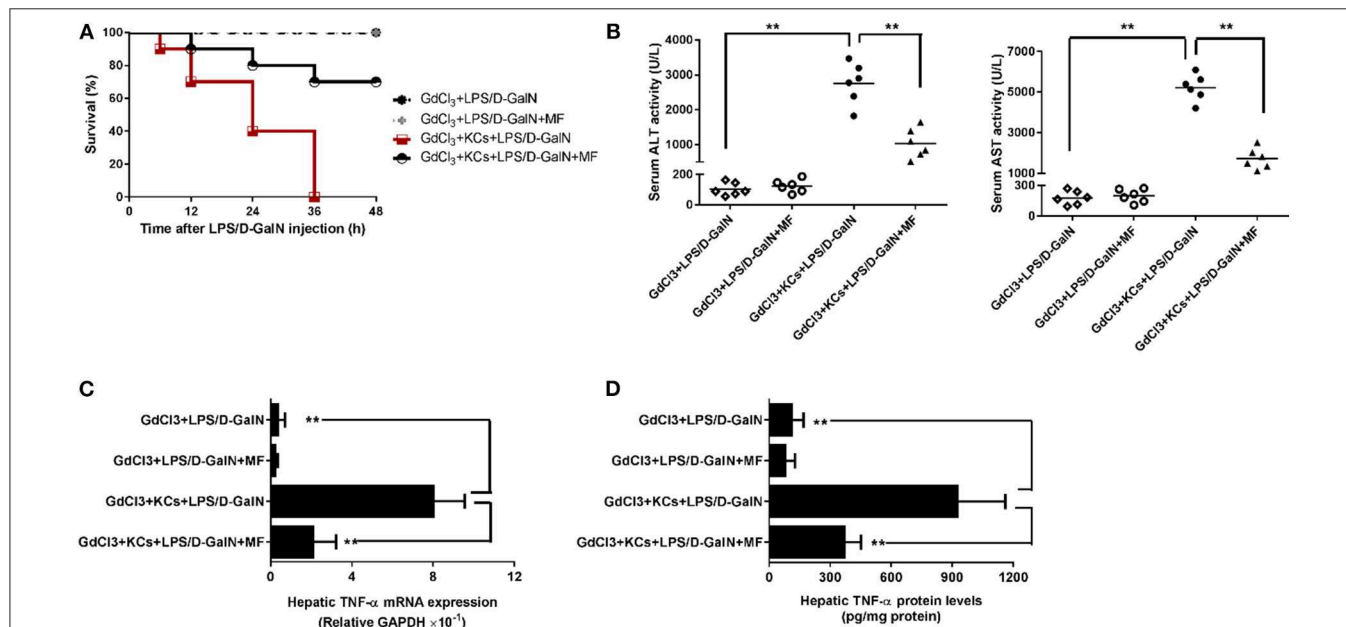 A
Survival (%)
100
80
60
40
20
0
0 12 24 36 48
Time after LPS/D-GalN injection (h)
GdCl₃+LPS/D-GalN
GdCl₃+LPS/D-GalN+MF
GdCl₃+KCs+LPS/D-GalN
GdCl₃+KCs+LPS/D-GalN+MF
B
** **
Serum ALT activity (U/L)
4000
3000
2000
1000
200
0
GdCl3+LPS/D-GalN
GdCl3+LPS/D-GalN+MF
GdCl3+KCs+LPS/D-GalN
GdCl3+KCs+LPS/D-GalN+MF
** **
Serum AST activity (U/L)
7000
5000
3000
1000
300
0
GdCl3+LPS/D-GalN
GdCl3+LPS/D-GalN+MF
GdCl3+KCs+LPS/D-GalN
GdCl3+KCs+LPS/D-GalN+MF
C
GdCl3+LPS/D-GalN **
GdCl3+LPS/D-GalN+MF
GdCl3+KCs+LPS/D-GalN
GdCl3+KCs+LPS/D-GalN+MF **
0 4 8 12
Hepatic TNF-α mRNA expression
(Relative GAPDH ×10⁻¹)
D
GdCl3+LPS/D-GalN **
GdCl3+LPS/D-GalN+MF
GdCl3+KCs+LPS/D-GalN
GdCl3+KCs+LPS/D-GalN+MF **
0 300 600 900 1200
Hepatic TNF-α protein levels
(pg/mg protein)